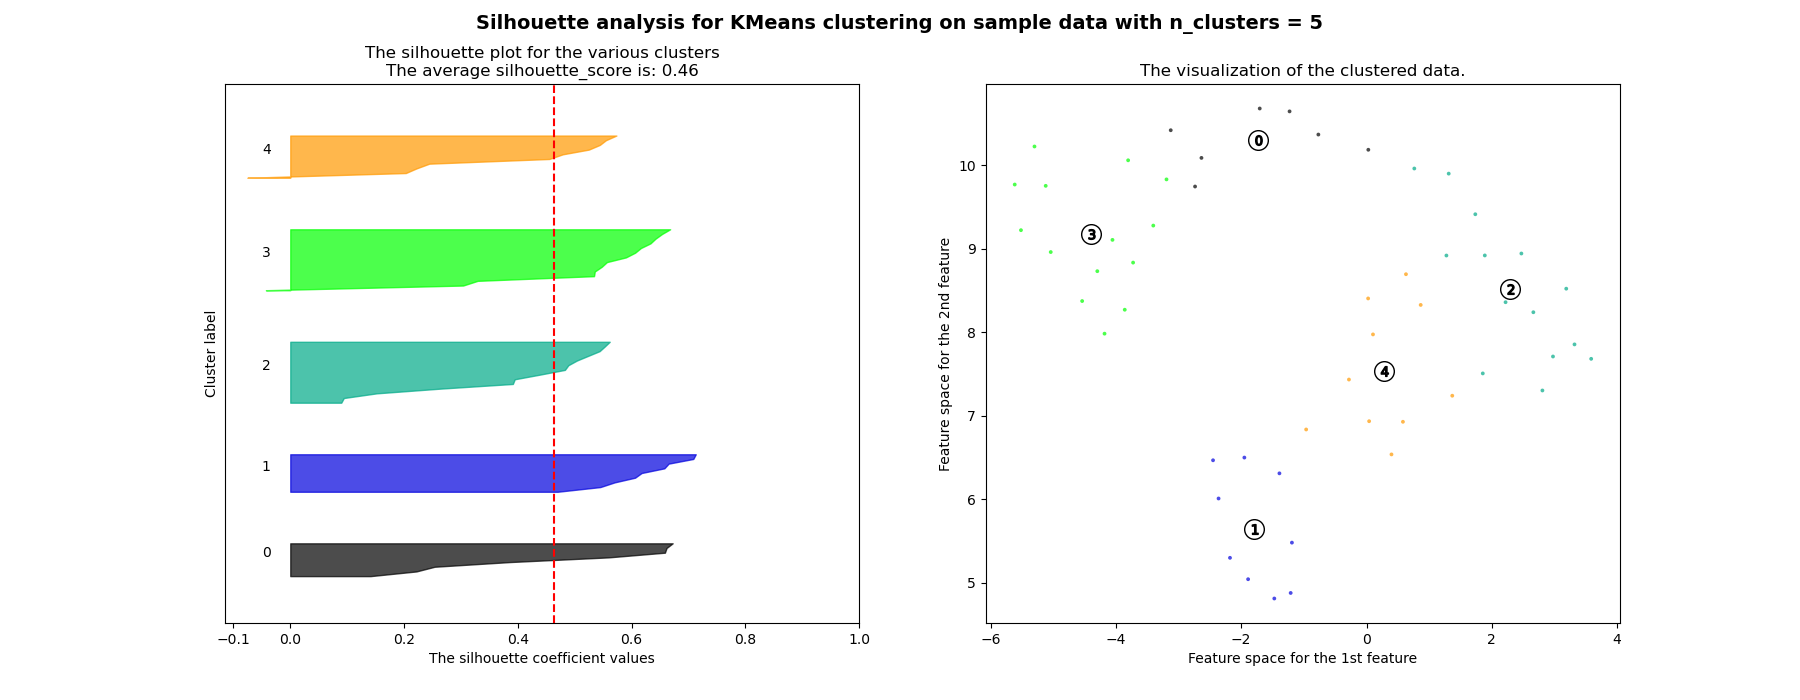 Silhouette analysis for KMeans clustering on sample data with n_clusters = 5
The silhouette plot for the various clusters
The average silhouette_score is: 0.46
4
3
2
1
0
Cluster label
−0.1 0.0 0.2 0.4 0.6 0.8 1.0
The silhouette coefficient values
The visualization of the clustered data.
10
9
8
7
6
5
Feature space for the 2nd feature
0
3
2
4
1
−6 −4 −2 0 2 4
Feature space for the 1st feature